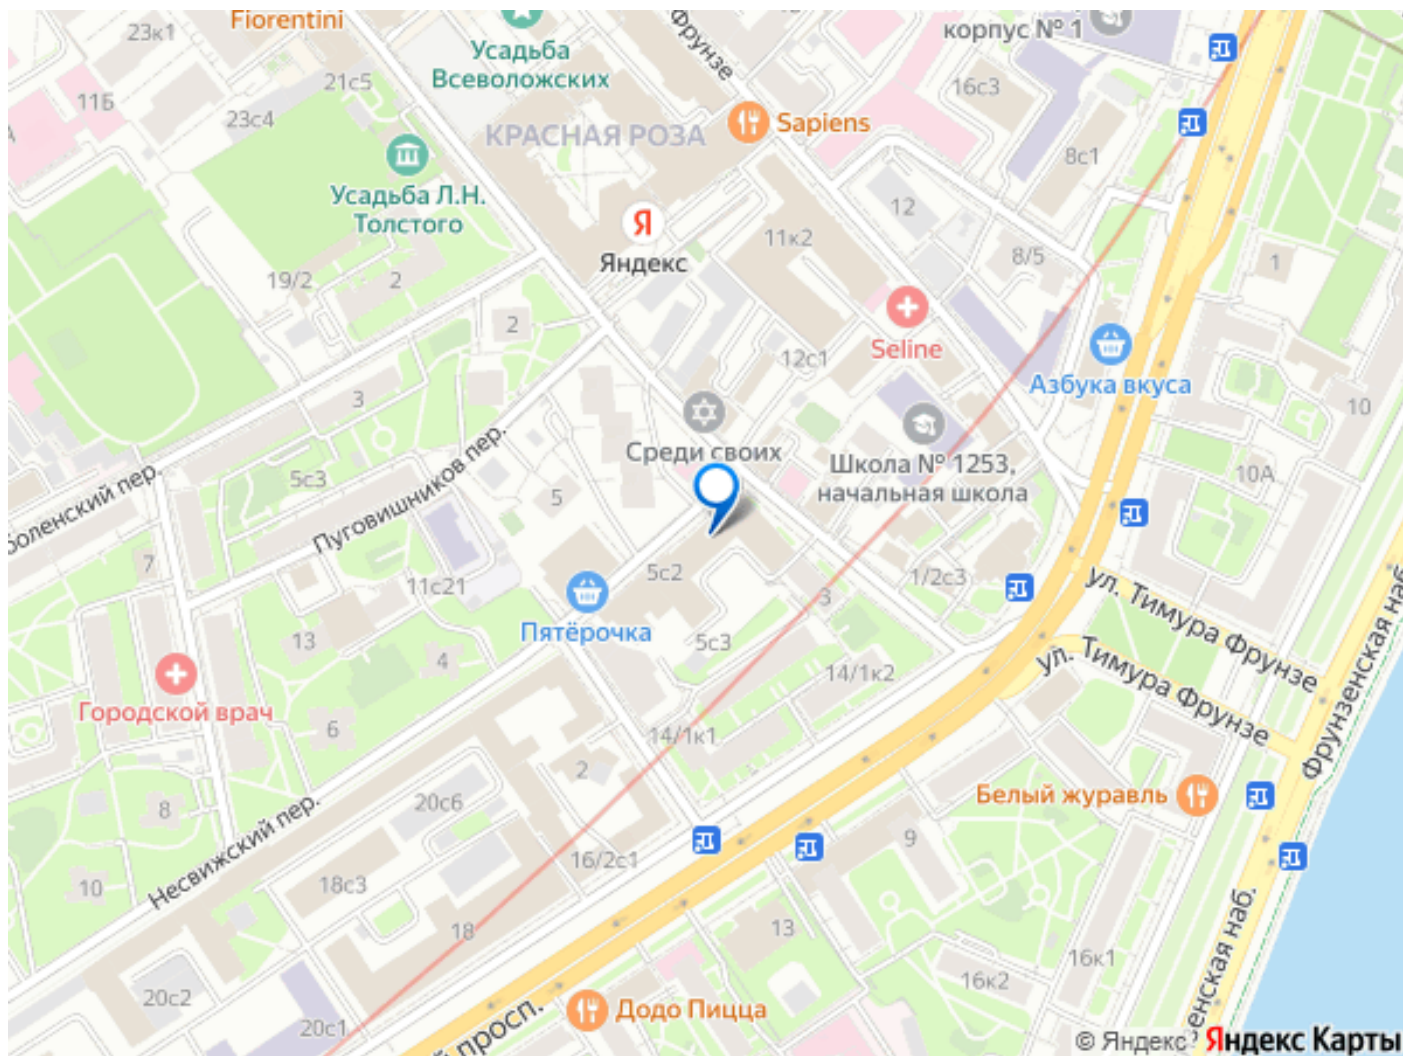 Fiorentini
23к1
Усадьба
Всеволожских
Фрунзе
корпус № 1
11Б
21с5
23с4
16с3
КРАСНАЯ РОЗА
Sapiens
8с1
Усадьба Л.Н.
Толстого
12
11к2
8/5
1
Яндекс
19/2
2
2
Seline
12с1
Азбука вкуса
3
10
Среди своих
Школа № 1253,
начальная школа
10А
5с3
5
Пуговишников пер.
7
11с21
5с2
1/2с3
3
ул. Тимура Фрунзе
Пятёрочка
13
4
5с3
14/1к2
ул. Тимура Фрунзе
Фрунзенская наб.
Городской врач
6
14/1к1
2
Белый журавль
8
20с6
Несвижский пер.
16/2с1
9
10
18с3
18
13
16к1
16к2
20с2
20с1
просп.
Додо Пицца
© Яндекс Яндекс Карты